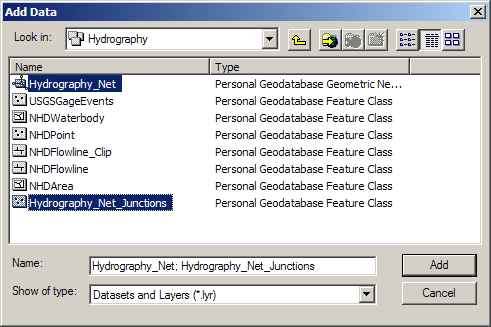 Add Data
Look in: Hydrography
Name Type
Hydrography_Net Personal Geodatabase Geometric Ne...
USGSGageEvents Personal Geodatabase Feature Class
NHDWaterbody Personal Geodatabase Feature Class
NHDPoint Personal Geodatabase Feature Class
NHDFlowline_Clip Personal Geodatabase Feature Class
NHDFlowline Personal Geodatabase Feature Class
NHDArea Personal Geodatabase Feature Class
Hydrography_Net_Junctions Personal Geodatabase Feature Class
Name: Hydrography_Net; Hydrography_Net_Junctions Add
Show of type: Datasets and Layers (*.lyr) Cancel